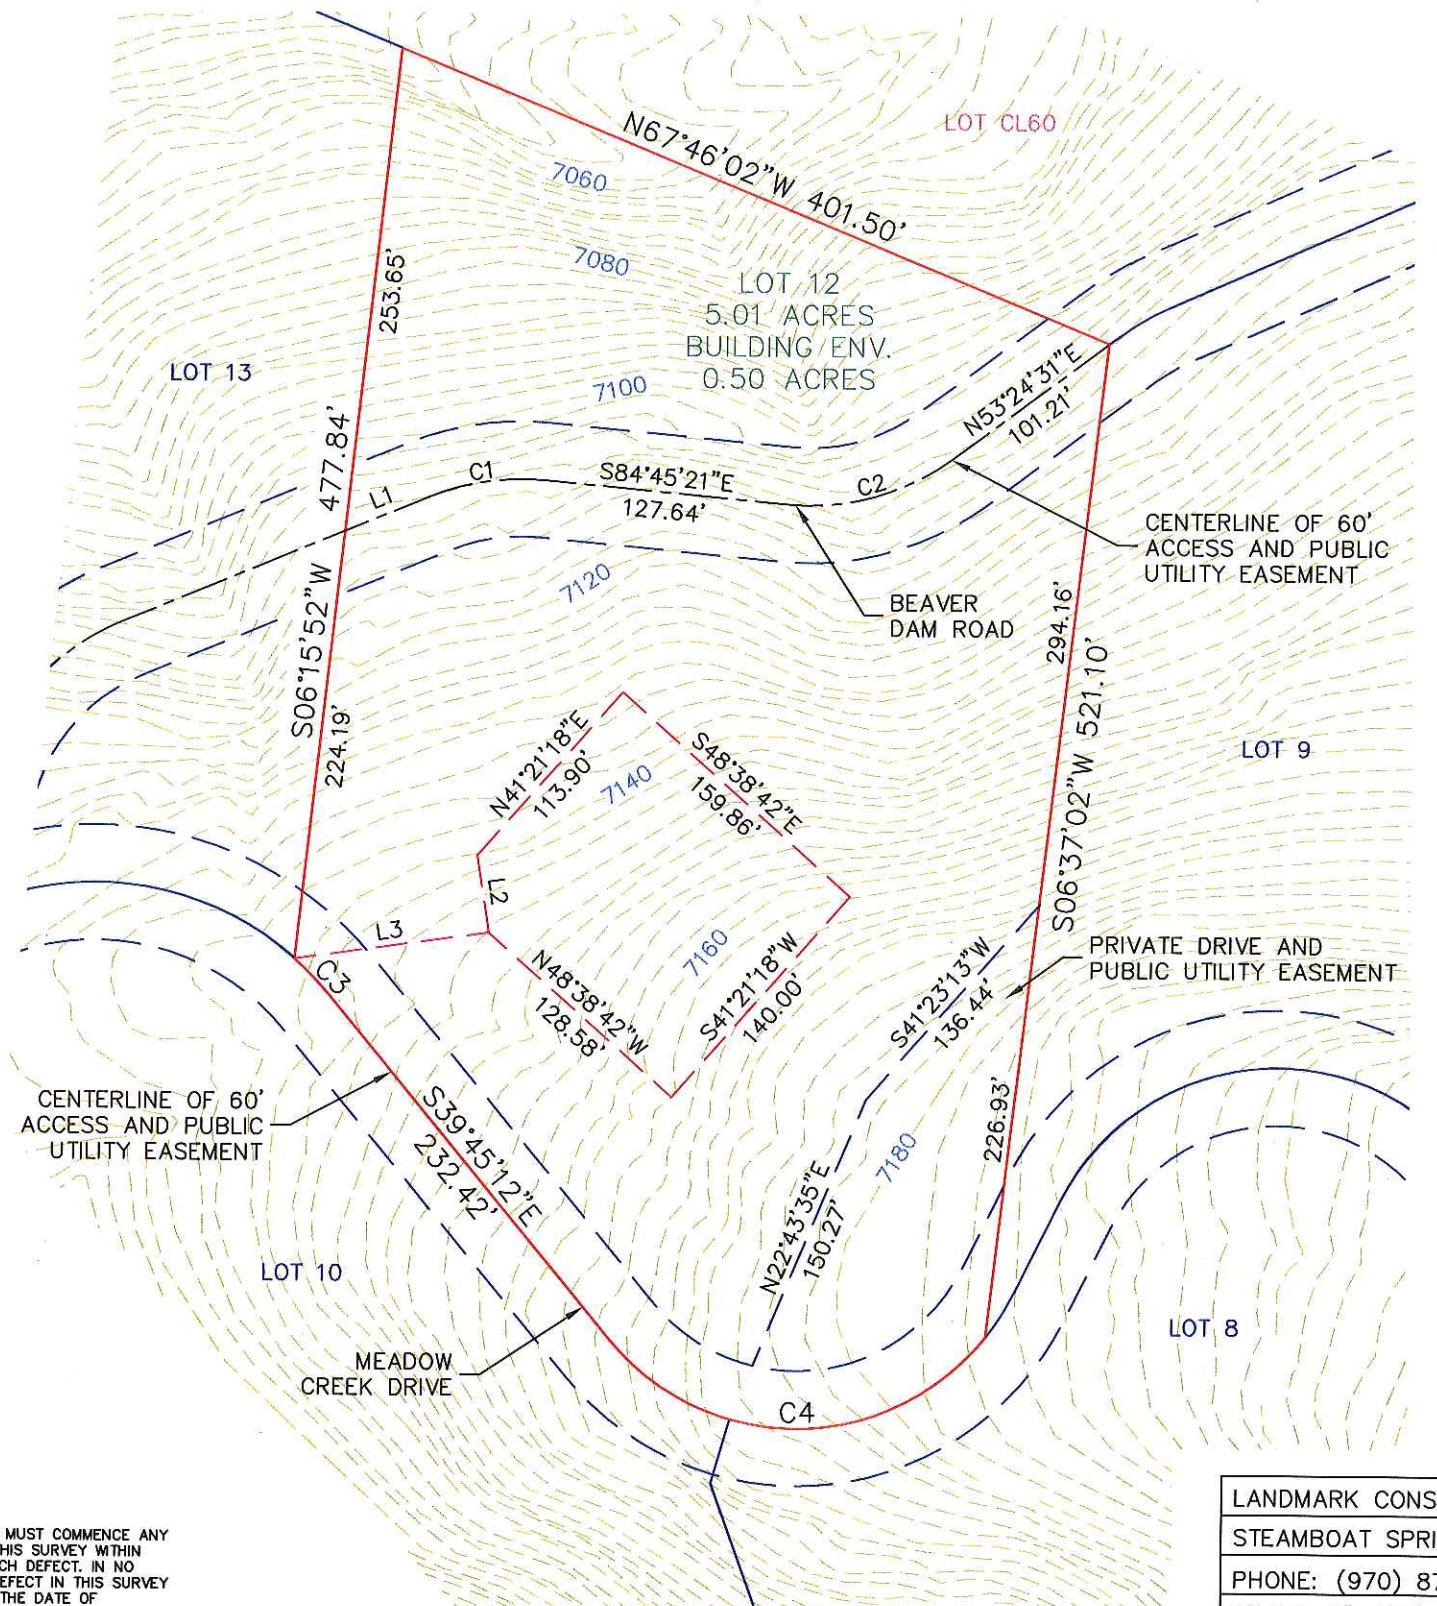 LOT CL60
N67°46'02"W 401.50'
7060
7080
LOT 12
5.01 ACRES
BUILDING ENV.
0.50 ACRES
253.65'
LOT 13
7100
N53°24'31"E
101.21'
S06°15'52"W 477.84'
L1
C1
S84°45'21"E
127.64'
C2
CENTERLINE OF 60'
ACCESS AND PUBLIC
UTILITY EASEMENT
7120
BEAVER
DAM ROAD
294.16'
S06°37'02"W 521.10'
224.19'
LOT 9
N41°21'18"E
113.90'
7140
S48°38'42"E
159.86'
L2
L3
C3
7160
N48°38'42"W
128.58'
S41°21'18"W
140.00'
S41°23'13"W
136.44'
PRIVATE DRIVE AND
PUBLIC UTILITY EASEMENT
CENTERLINE OF 60'
ACCESS AND PUBLIC
UTILITY EASEMENT
S39°45'12"E
232.42'
226.93'
7180
N22°43'35"E
150.27'
LOT 10
LOT 8
MEADOW
CREEK DRIVE
C4
MUST COMMENCE ANY
HIS SURVEY WITHIN
CH DEFECT. IN NO
EFECT IN THIS SURVEY
THE DATE OF
LANDMARK CONS
STEAMBOAT SPRI
PHONE: (970) 87